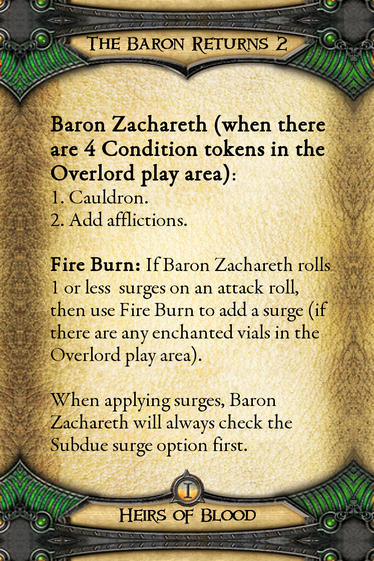 The Baron Returns 2
Baron Zachareth (when there
are 4 Condition tokens in the
Overlord play area):
1. Cauldron.
2. Add afflictions.
Fire Burn: If Baron Zachareth rolls
1 or less surges on an attack roll,
then use Fire Burn to add a surge (if
there are any enchanted vials in the
Overlord play area).
When applying surges, Baron
Zachareth will always check the
Subdue surge option first.
I
Heirs of Blood